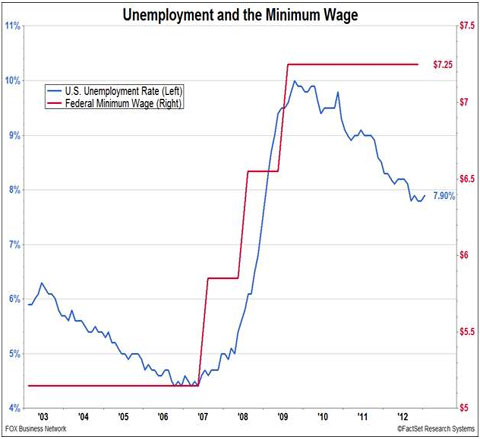 Unemployment and the Minimum Wage
11%
$7.5
$7.25
10%
U.S. Unemployment Rate (Left)
Federal Minimum Wage (Right)
$7
9%
$6.5
8%
7.90%
7%
$6
6%
$5.5
5%
$5
4%
'03 '04 '05 '06 '07 '08 '09 '10 '11 '12
FOX Business Network
©FactSet Research Systems